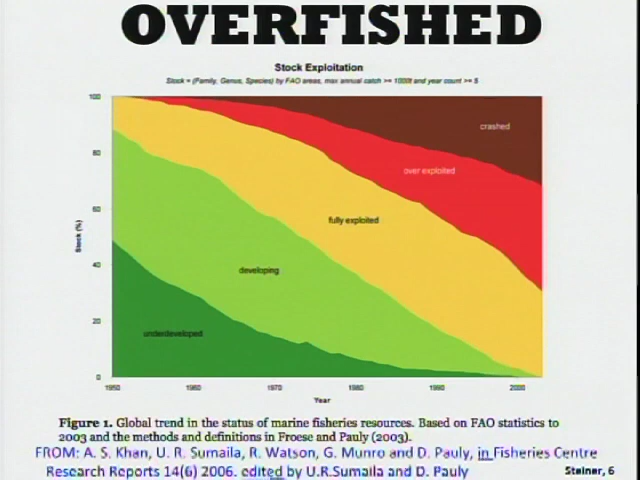 OVERFISHED
Stock Exploitation
Stock = (Family, Genus, Species) by FAO areas, max annual catch >= 1000t and year count >= 5
100
crashed
80
over exploited
60
fully exploited
Stock (%)
40
developing
20
underdeveloped
0
1950 1960 1970 1980 1990 2000
Year
Figure 1. Global trend in the status of marine fisheries resources. Based on FAO statistics to
2003 and the methods and definitions in Froese and Pauly (2003).
FROM: A. S. Khan, U. R. Sumaila, R. Watson, G. Munro and D. Pauly, in Fisheries Centre
Research Reports 14(6) 2006. edited by U.R.Sumaila and D. Pauly
Steiner, 6